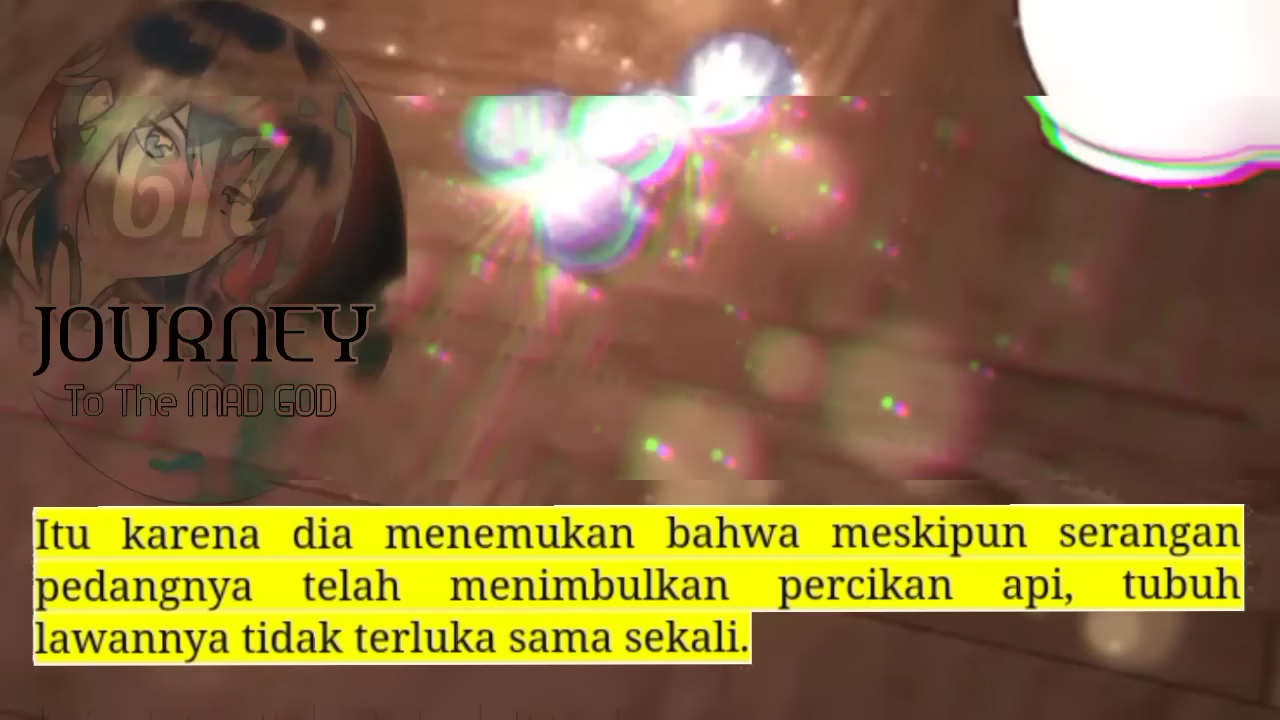 617
JOURNEY
To The MAD GOD
Itu karena dia menemukan bahwa meskipun serangan
pedangnya telah menimbulkan percikan api, tubuh
lawannya tidak terluka sama sekali.